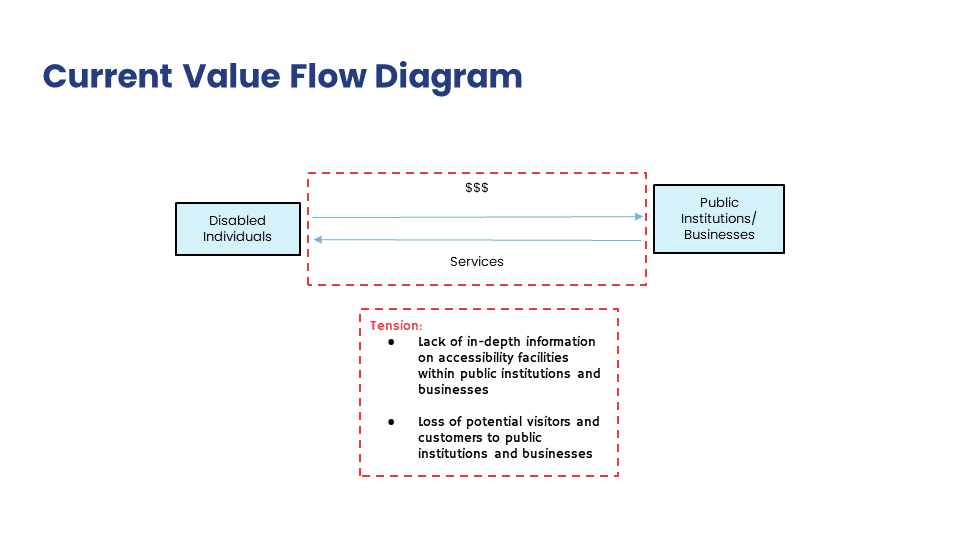 Current Value Flow Diagram
$$$
Disabled
Individuals
Public
Institutions/
Businesses
Services
Tension:
● Lack of in-depth information
on accessibility facilities
within public institutions and
businesses
● Loss of potential visitors and
customers to public
institutions and businesses